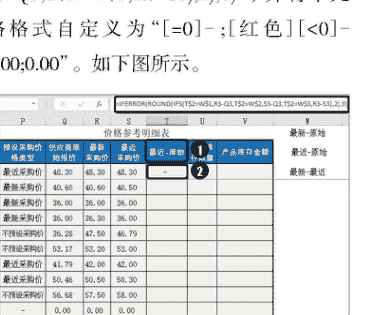 格格式自定义为“[=0]-;[红色][<0]-
00;0.00”。如下图所示。
=IFERROR(ROUND(IFS(T$2=W$1,R3-Q3,T$2=W$2,S3-Q3,T$2=W$3,R3-S3),2),0)
P Q R S T U V W
价格参考明细表 最新-原始
预设采购价格类型 供应商原始报价 最新采购价 最近采购价 最近-原始 1 产品库存金额 最近-原始
最近采购价 48.30 48.30 48.30 - 2 最新-最近
最新采购价 40.60 40.60 40.50
最新采购价 36.00 36.00 36.00
最新采购价 36.00 36.30 36.00
不预设采购价 36.28 47.50 46.79
不预设采购价 53.17 53.20 53.00
最近采购价 41.79 42.00 42.00
最近采购价 50.46 50.50 50.30
不预设采购价 56.68 57.50 58.00
- 0.00 0.00 0.00